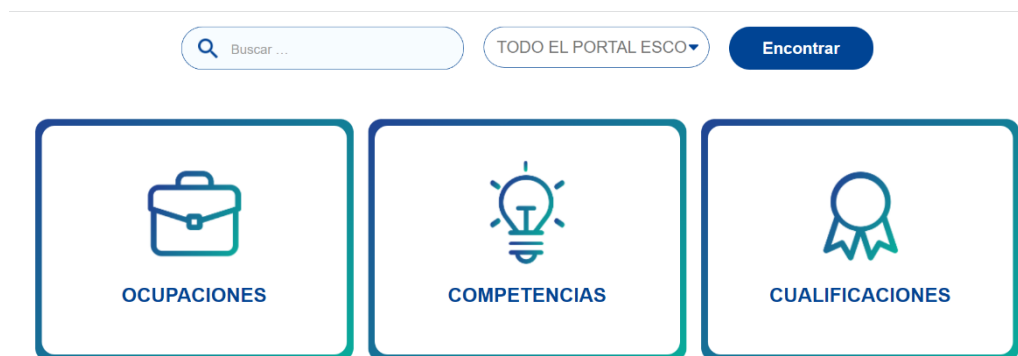 Buscar ...
TODO EL PORTAL ESCO
Encontrar
OCUPACIONES
COMPETENCIAS
CUALIFICACIONES